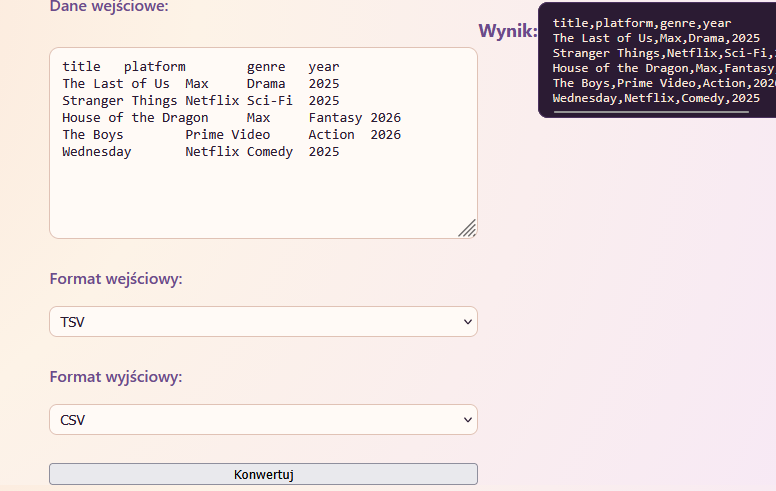 Dane wejściowe:
title platform genre year
The Last of Us Max Drama 2025
Stranger Things Netflix Sci-Fi 2025
House of the Dragon Max Fantasy 2026
The Boys Prime Video Action 2026
Wednesday Netflix Comedy 2025
Format wejściowy:
TSV
Format wyjściowy:
CSV
Konwertuj
Wynik:
title,platform,genre,year
The Last of Us,Max,Drama,2025
Stranger Things,Netflix,Sci-Fi,
House of the Dragon,Max,Fantasy
The Boys,Prime Video,Action,202
Wednesday,Netflix,Comedy,2025